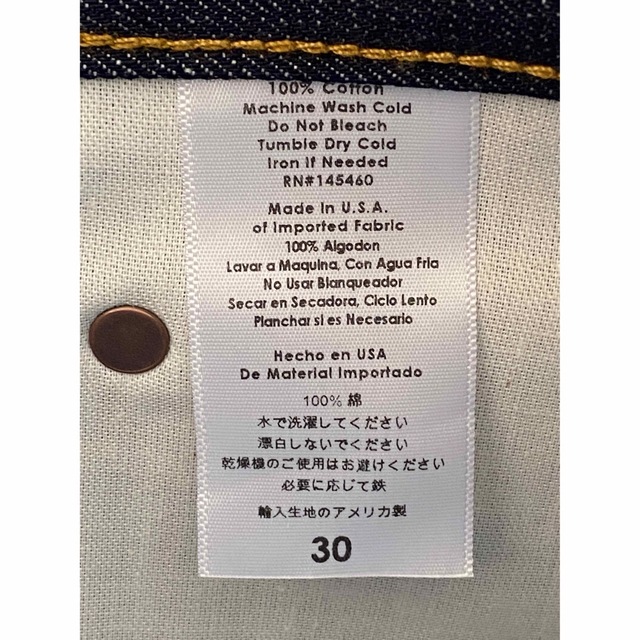 100% Cotton
Machine Wash Cold
Do Not Bleach
Tumble Dry Cold
Iron If Needed
RN#145460
Made In U.S.A.
of Imported Fabric
100% Algodon
Lavar a Maquina, Con Agua Fria
No Usar Blanqueador
Secar en Secadora, Ciclo Lento
Planchar si es Necesario
Hecho en USA
De Material Importado
100% 綿
水で洗濯してください
漂白しないでください
乾燥機のご使用はお避けください
必要に応じて鉄
輸入生地のアメリカ製
30